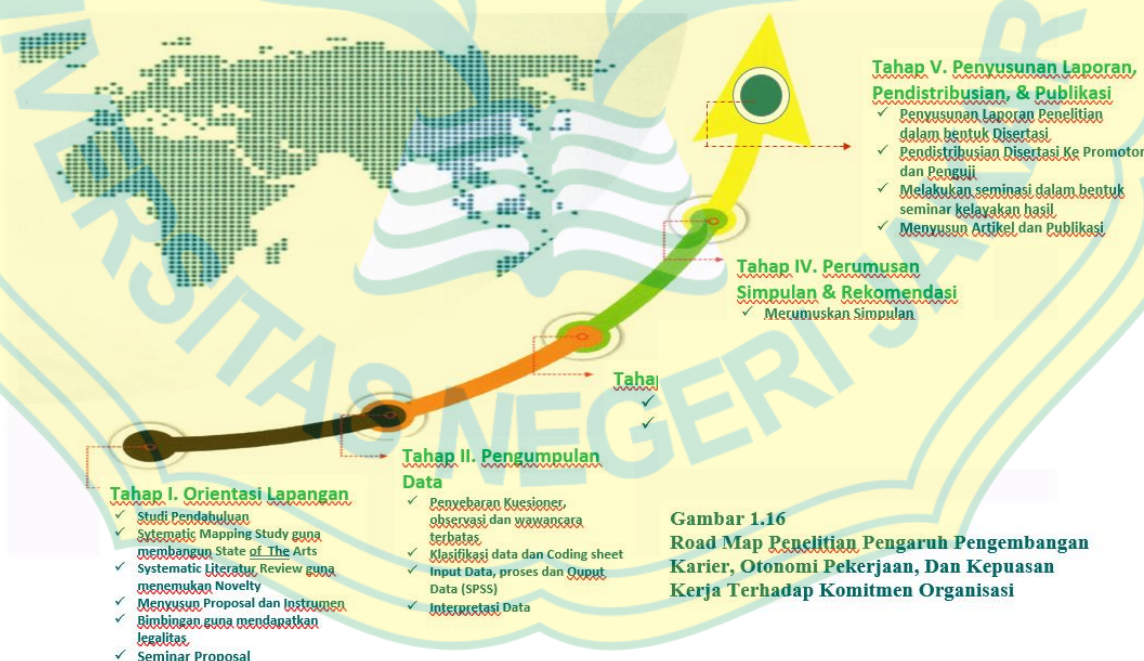 Tahap V. Penyusunan Laporan,
Pendistribusian, & Publikasi
✓ Penyusunan Laporan Penelitian
dalam bentuk Disertasi
✓ Pendistribusian Disertasi Ke Promotor
dan Penguji
✓ Melakukan seminasi dalam bentuk
seminar kelayakan hasil
✓ Menyusun Artikel dan Publikasi
Tahap IV. Perumusan
Simpulan & Rekomendasi
✓ Merumuskan Simpulan
✓
✓
Tahap II. Pengumpulan
Data
✓ Penyebaran Kuesioner,
observasi dan wawancara
terbatas
✓ Klasifikasi data dan Coding sheet
✓ Input Data, proses dan Ouput
Data (SPSS)
✓ Interpretasi Data
Tahap I. Orientasi Lapangan
✓ Studi Pendahuluan
✓ Sytematic Mapping Study guna
membangun State of The Arts
✓ Systematic Literatur Review guna
menemukan Novelty
✓ Menyusun Proposal dan Instrumen
✓ Bimbingan guna mendapatkan
legalitas
✓ Seminar Proposal
Gambar 1.16
Road Map Penelitian Pengaruh Pengembangan
Karier, Otonomi Pekerjaan, Dan Kepuasan
Kerja Terhadap Komitmen Organisasi
NEGERI